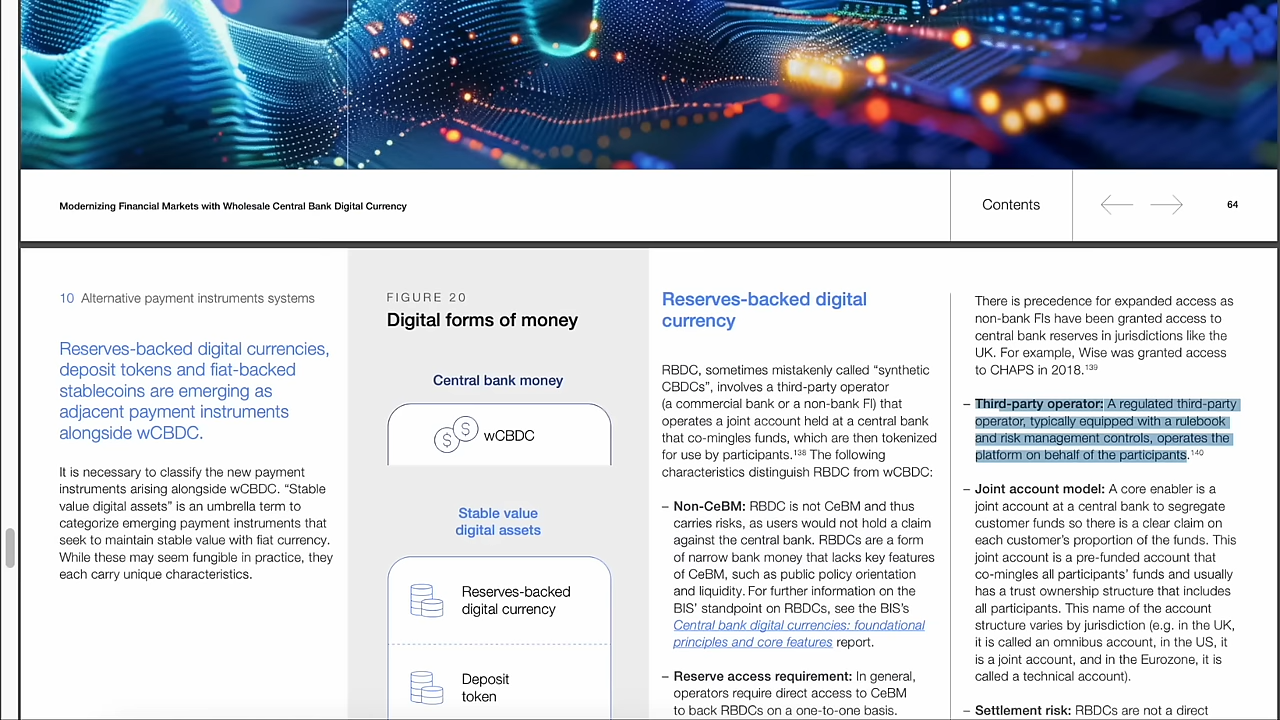 Modernizing Financial Markets with Wholesale Central Bank Digital Currency
Contents
64
10 Alternative payment instruments systems
Reserves-backed digital currencies,
deposit tokens and fiat-backed
stablecoins are emerging as
adjacent payment instruments
alongside wCBDC.
It is necessary to classify the new payment
instruments arising alongside wCBDC. “Stable
value digital assets” is an umbrella term to
categorize emerging payment instruments that
seek to maintain stable value with fiat currency.
While these may seem fungible in practice, they
each carry unique characteristics.
FIGURE 20
Digital forms of money
Central bank money
wCBDC
Stable value
digital assets
Reserves-backed
digital currency
Deposit
token
Reserves-backed digital
currency
RBDC, sometimes mistakenly called “synthetic
CBDCs”, involves a third-party operator
(a commercial bank or a non-bank FI) that
operates a joint account held at a central bank
that co-mingles funds, which are then tokenized
for use by participants.¹³⁸ The following
characteristics distinguish RBDC from wCBDC:
– Non-CeBM: RBDC is not CeBM and thus
carries risks, as users would not hold a claim
against the central bank. RBDCs are a form
of narrow bank money that lacks key features
of CeBM, such as public policy orientation
and liquidity. For further information on the
BIS’ standpoint on RBDCs, see the BIS’s
Central bank digital currencies: foundational
principles and core features report.
– Reserve access requirement: In general,
operators require direct access to CeBM
to back RBDCs on a one-to-one basis.
There is precedence for expanded access as
non-bank FIs have been granted access to
central bank reserves in jurisdictions like the
UK. For example, Wise was granted access
to CHAPS in 2018.¹³⁹
– Third-party operator: A regulated third-party
operator, typically equipped with a rulebook
and risk management controls, operates the
platform on behalf of the participants.¹⁴⁰
– Joint account model: A core enabler is a
joint account at a central bank to segregate
customer funds so there is a clear claim on
each customer’s proportion of the funds. This
joint account is a pre-funded account that
co-mingles all participants’ funds and usually
has a trust ownership structure that includes
all participants. This name of the account
structure varies by jurisdiction (e.g. in the UK,
it is called an omnibus account, in the US, it
is a joint account, and in the Eurozone, it is
called a technical account).
– Settlement risk: RBDCs are not a direct